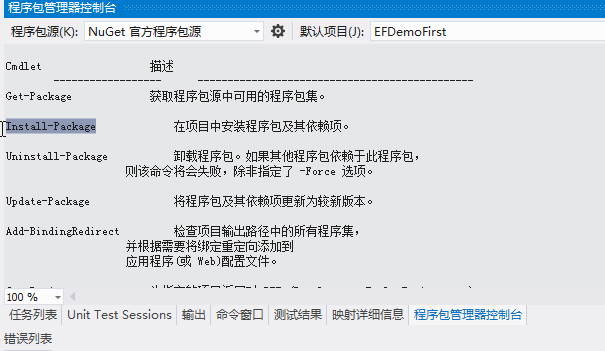 程序包管理器控制台
程序包源(K): NuGet 官方程序包源 默认项目(J): EFDemoFirst
Cmdlet 描述
------------------ ----------------------------------------------
Get-Package 获取程序包源中可用的程序包集。
Install-Package 在项目中安装程序包及其依赖项。
Uninstall-Package 卸载程序包。如果其他程序包依赖于此程序包，
则该命令将会失败，除非指定了 -Force 选项。
Update-Package 将程序包及其依赖项更新为较新版本。
Add-BindingRedirect 检查项目输出路径中的所有程序集，
并根据需要将绑定重定向添加到
应用程序(或 Web)配置文件。
100 %
任务列表 Unit Test Sessions 输出 命令窗口 测试结果 映射详细信息 程序包管理器控制台
错误列表